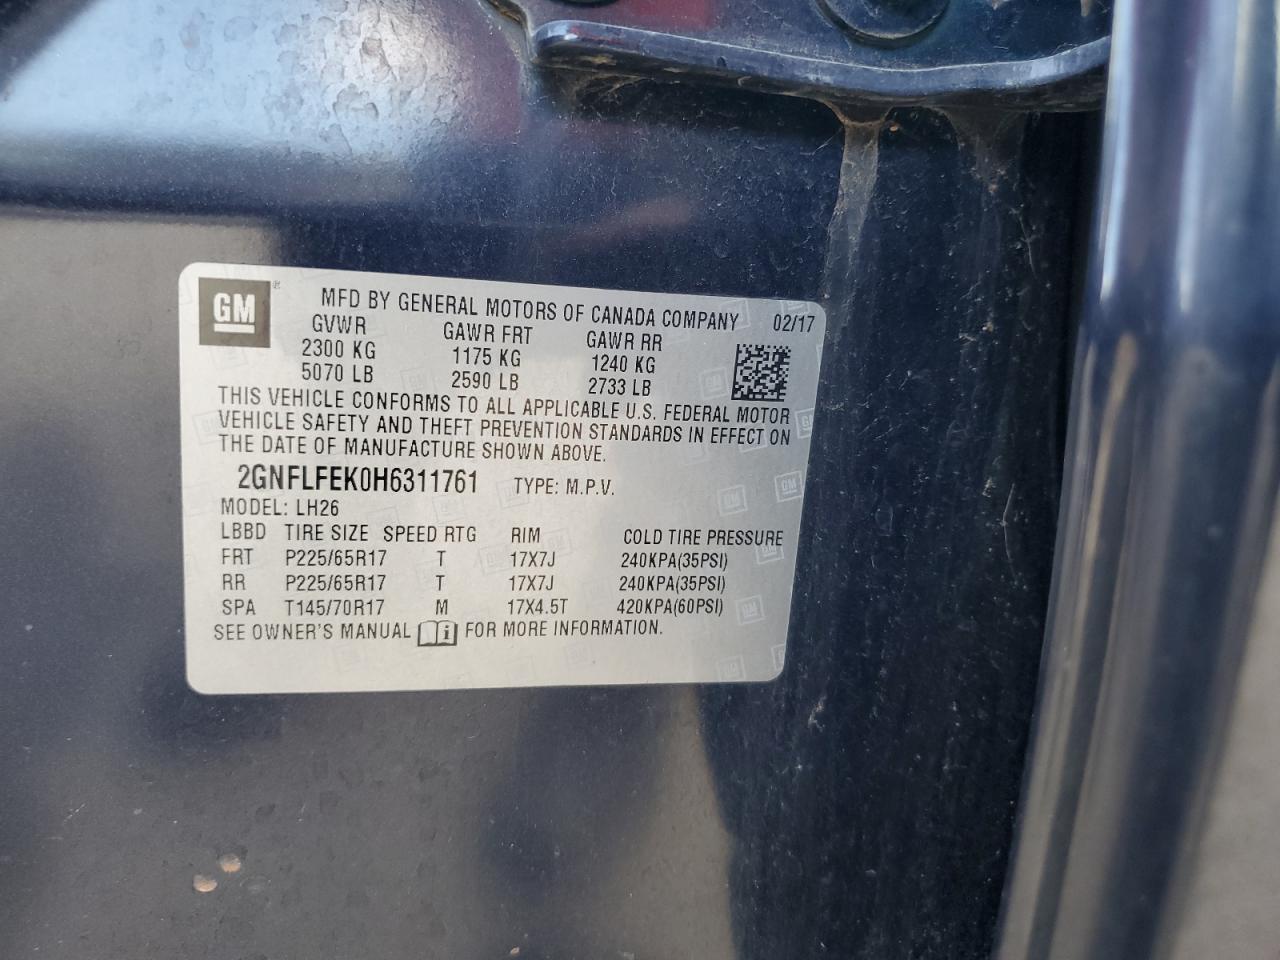 GM ®
MFD BY GENERAL MOTORS OF CANADA COMPANY 02/17
GVWR GAWR FRT GAWR RR
2300 KG 1175 KG 1240 KG
5070 LB 2590 LB 2733 LB
THIS VEHICLE CONFORMS TO ALL APPLICABLE U.S. FEDERAL MOTOR
VEHICLE SAFETY AND THEFT PREVENTION STANDARDS IN EFFECT ON
THE DATE OF MANUFACTURE SHOWN ABOVE.
2GNFLFEK0H6311761 TYPE: M.P.V.
MODEL: LH26
LBBD TIRE SIZE SPEED RTG RIM COLD TIRE PRESSURE
FRT P225/65R17 T 17X7J 240KPA(35PSI)
RR P225/65R17 T 17X7J 240KPA(35PSI)
SPA T145/70R17 M 17X4.5T 420KPA(60PSI)
SEE OWNER'S MANUAL i FOR MORE INFORMATION.